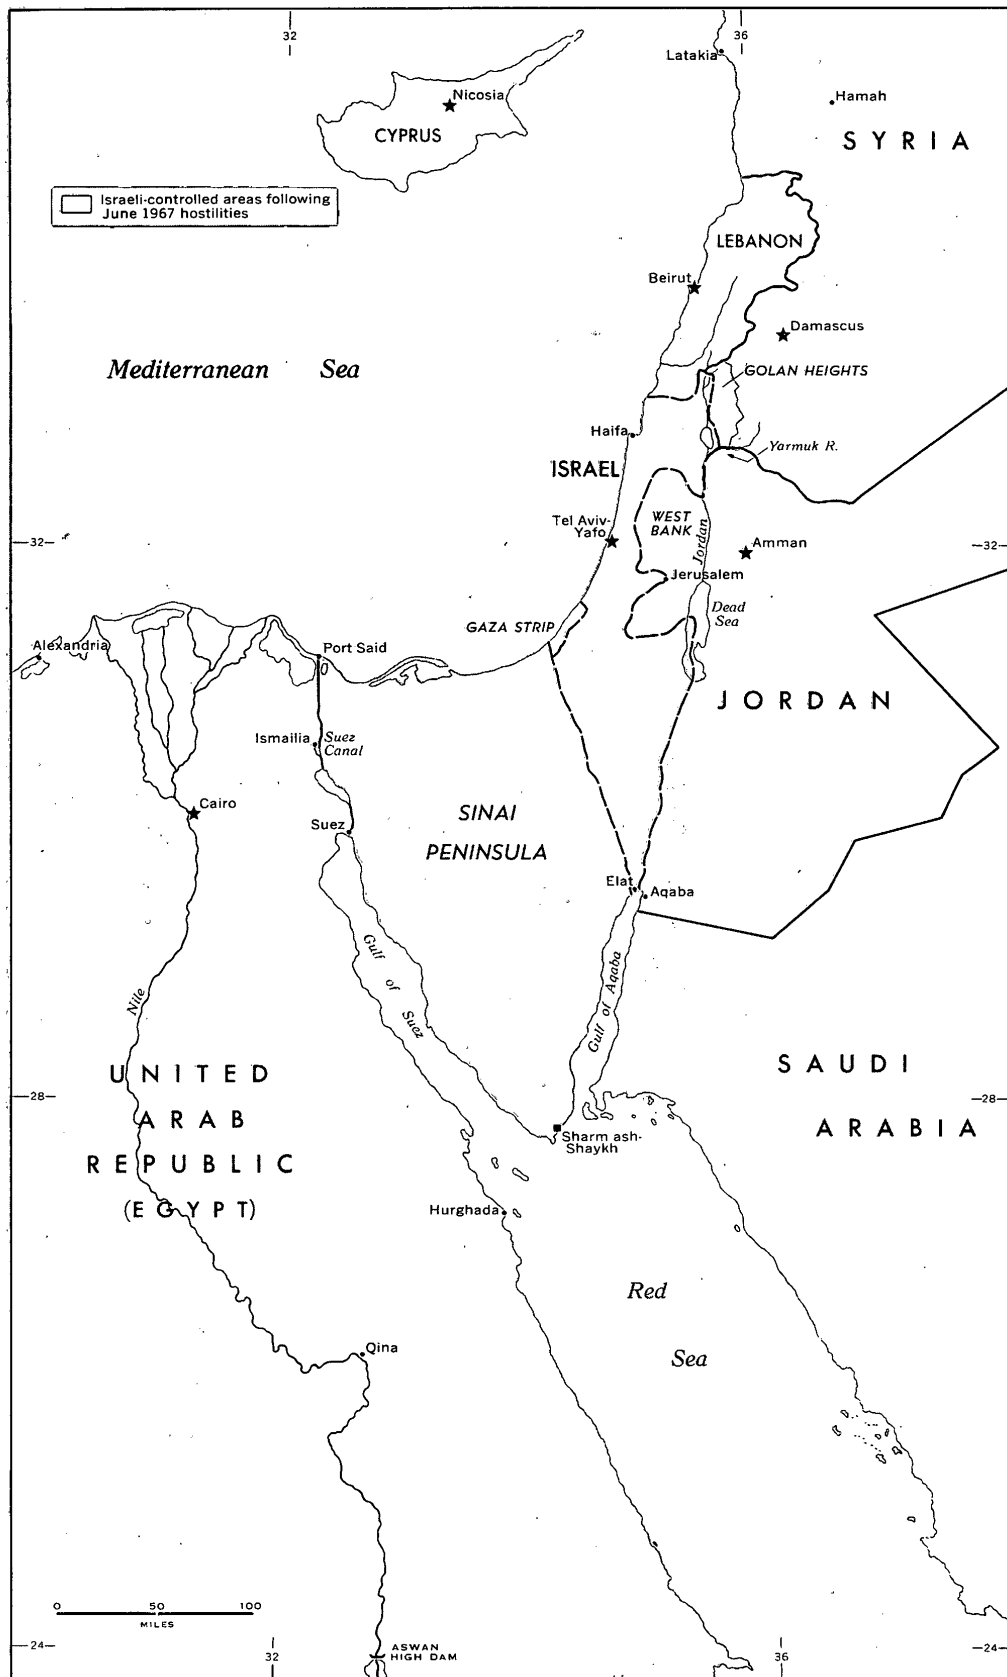 32
36
Latakia
Hamah
Nicosia
CYPRUS
SYRIA
Israeli-controlled areas following
June 1967 hostilities
LEBANON
Beirut
Damascus
Mediterranean Sea
GOLAN HEIGHTS
Haifa
Yarmuk R.
ISRAEL
WEST
BANK
Tel Aviv-
Yafo
Jordan
32
Amman
32
Jerusalem
Dead
Sea
GAZA STRIP
Alexandria
Port Said
JORDAN
Ismailia
Suez
Canal
Cairo
SINAI
PENINSULA
Suez
Elat
Aqaba
Gulf of Suez
Gulf of Aqaba
Nile
UNITED
ARAB
REPUBLIC
(EGYPT)
SAUDI
ARABIA
28
28
Sharm ash-
Shaykh
Hurghada
Red
Sea
Qina
0 50 100
MILES
24
ASWAN
HIGH DAM
24
32
36